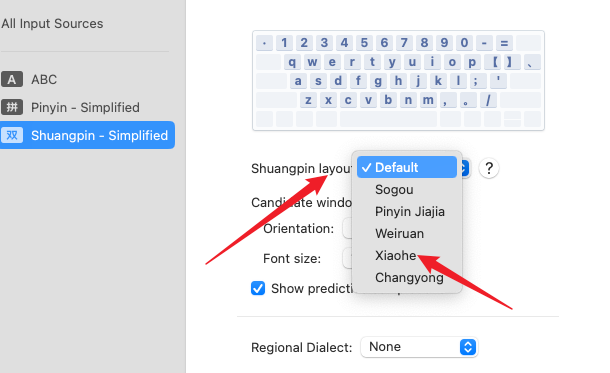 All Input Sources
A ABC
拼 Pinyin - Simplified
双 Shuangpin - Simplified
· 1 2 3 4 5 6 7 8 9 0 - =
q w e r t y u i o p 【 】 、
a s d f g h j k l ; '
z x c v b n m , 。 /
Shuangpin layout
✓ Default
?
Sogou
Candidate windo
Pinyin Jiajia
Orientation:
Weiruan
Font size:
Xiaohe
Changyong
Show predicti
Regional Dialect: None